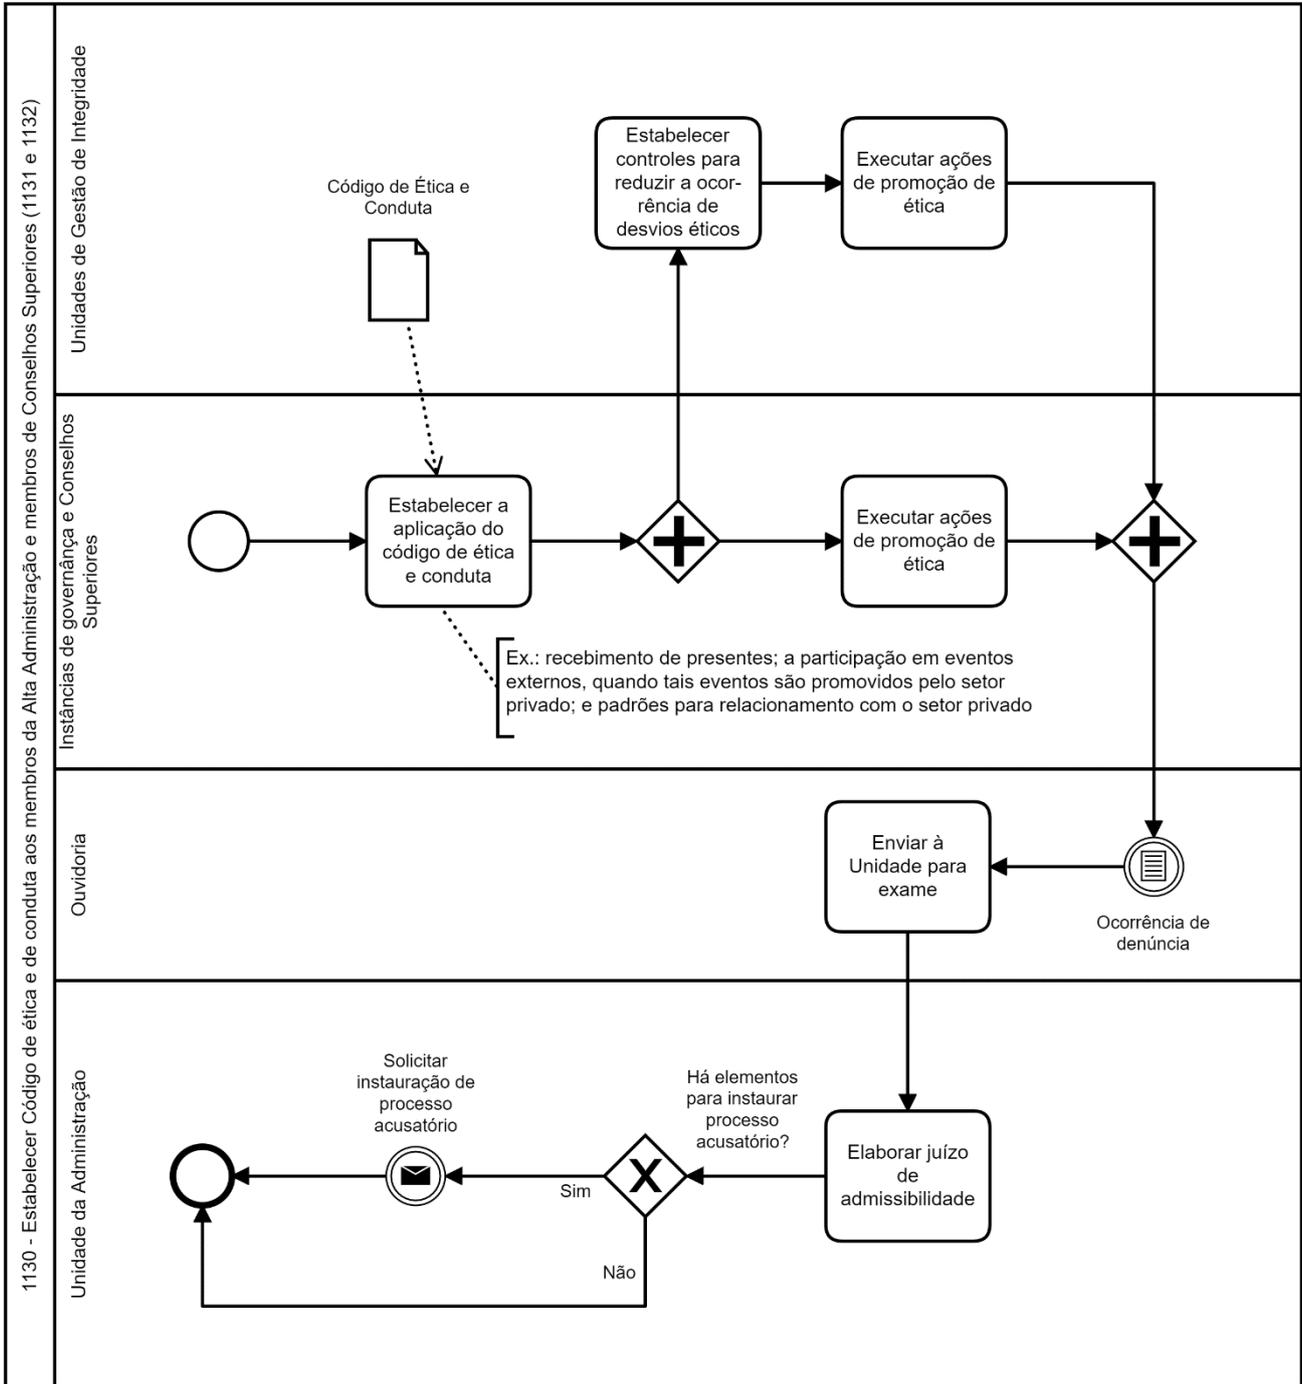 1130 - Estabelecer Código de ética e de conduta aos membros da Alta Administração e membros de Conselhos Superiores (1131 e 1132)
Unidades de Gestão de Integridade
Código de Ética e
Conduta
Estabelecer
controles para
reduzir a ocor-
rência de
desvios éticos
Executar ações
de promoção de
ética
Instâncias de governânça e Conselhos
Superiores
Estabelecer a
aplicação do
código de ética
e conduta
Executar ações
de promoção de
ética
Ex.: recebimento de presentes; a participação em eventos
externos, quando tais eventos são promovidos pelo setor
privado; e padrões para relacionamento com o setor privado
Ouvidoria
Enviar à
Unidade para
exame
Ocorrência de
denúncia
Unidade da Administração
Solicitar
instauração de
processo
acusatório
Há elementos
para instaurar
processo
acusatório?
Elaborar juízo
de
admissibilidade
X
Sim
Não